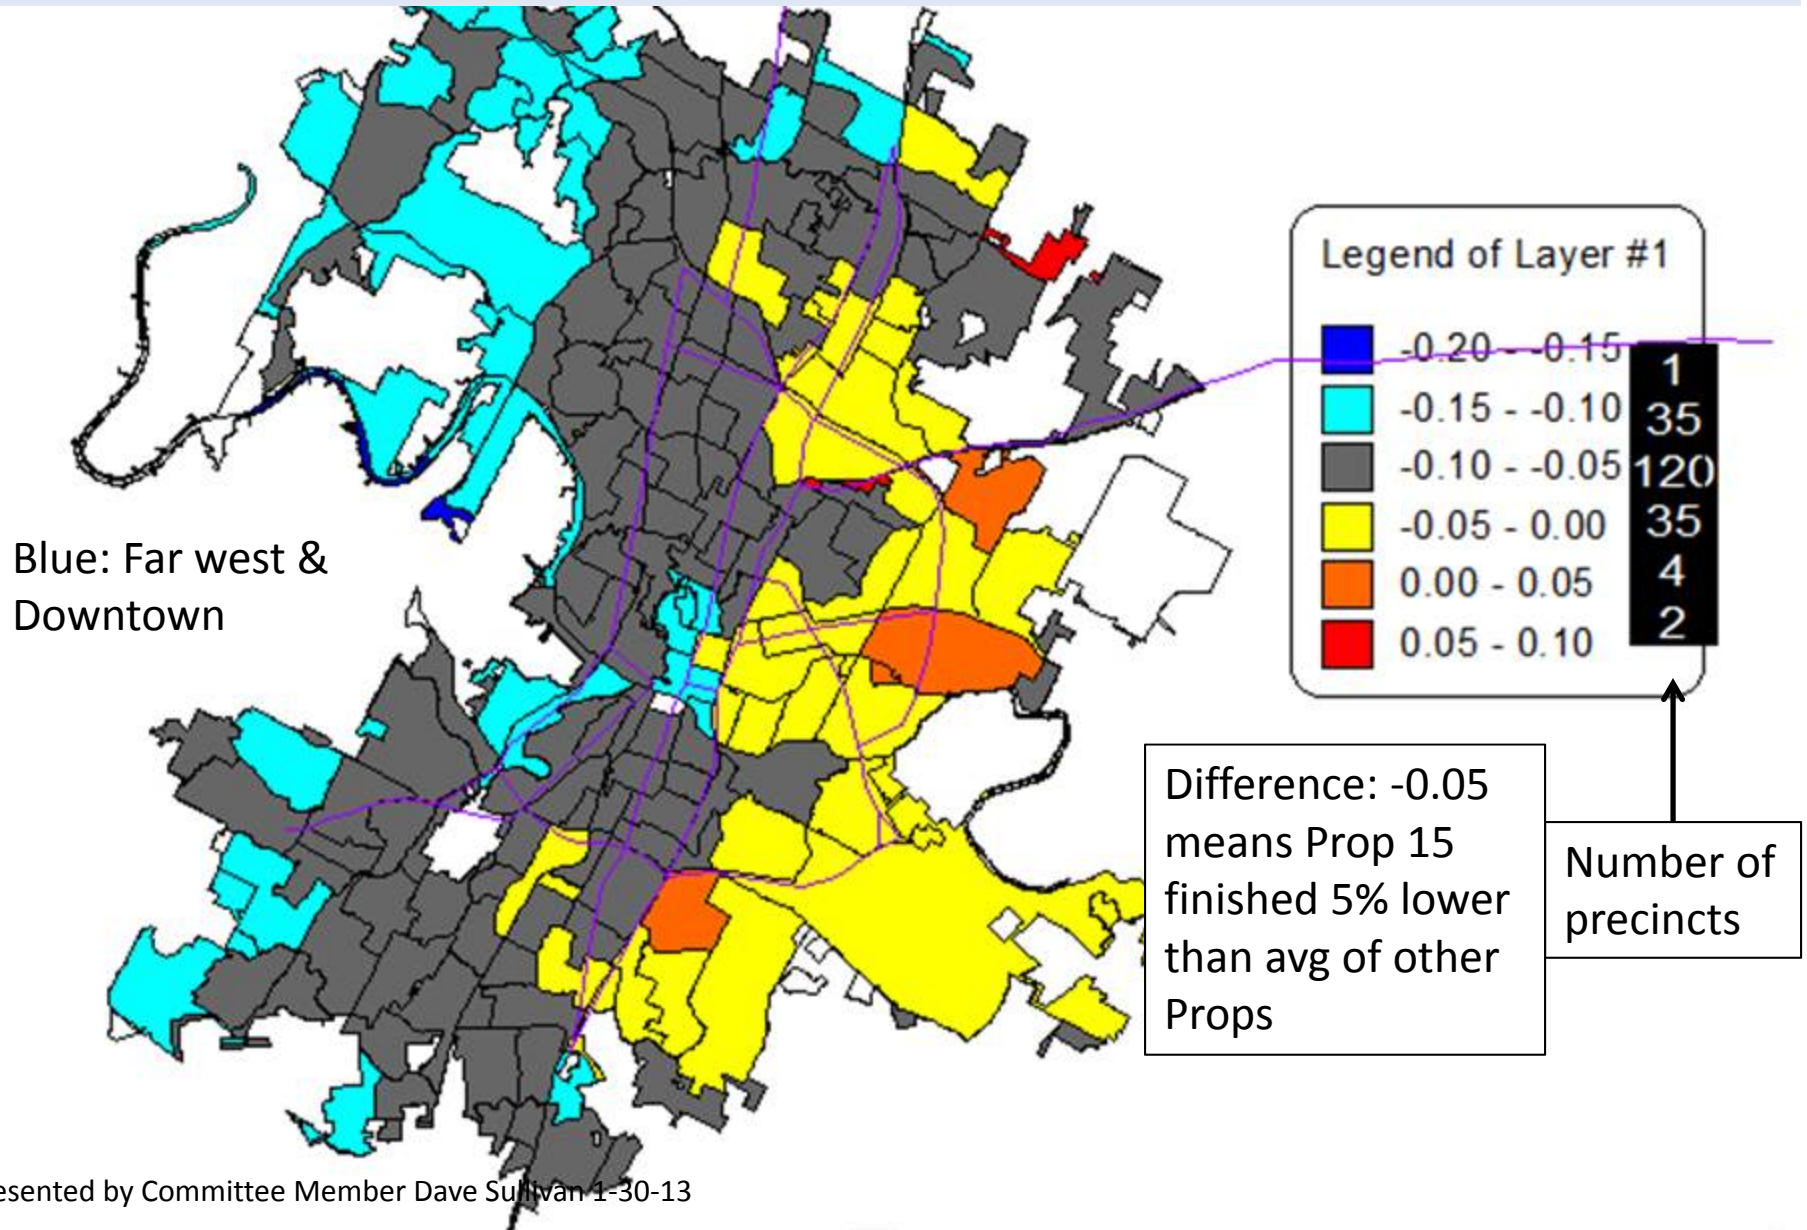 Legend of Layer #1
-0.20 - -0.15
-0.15 - -0.10
-0.10 - -0.05
-0.05 - 0.00
0.00 - 0.05
0.05 - 0.10
1
35
120
35
4
2
Blue: Far west &
Downtown
Difference: -0.05
means Prop 15
finished 5% lower
than avg of other
Props
Number of
precincts
esented by Committee Member Dave Sullivan 1-30-13